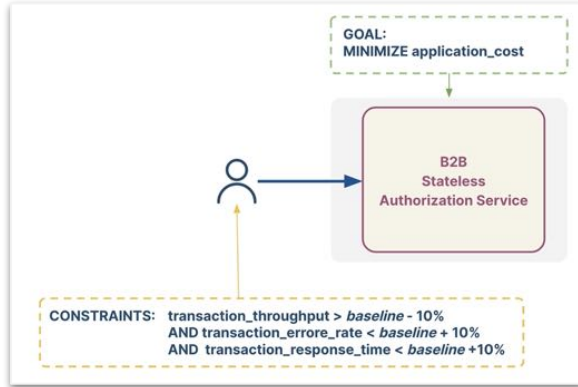 GOAL:
MINIMIZE application_cost
B2B
Stateless
Authorization Service
CONSTRAINTS: transaction_throughput > baseline - 10%
AND transaction_errore_rate < baseline + 10%
AND transaction_response_time < baseline +10%